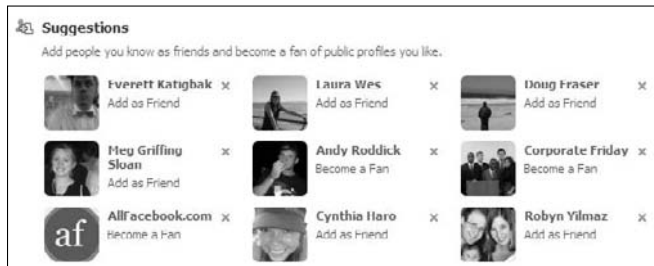 Suggestions
Add people you know as friends and become a fan of public profiles you like.
Everett Katigbak × Laura Wes × Doug Fraser ×
Add as Friend Add as Friend Add as Friend
Meg Griffing Sloan × Andy Roddick × Corporate Friday ×
Add as Friend Become a Fan Become a Fan
AllFacebook.com × Cynthia Haro × Robyn Yilmaz ×
af Become a Fan Add as Friend Add as Friend